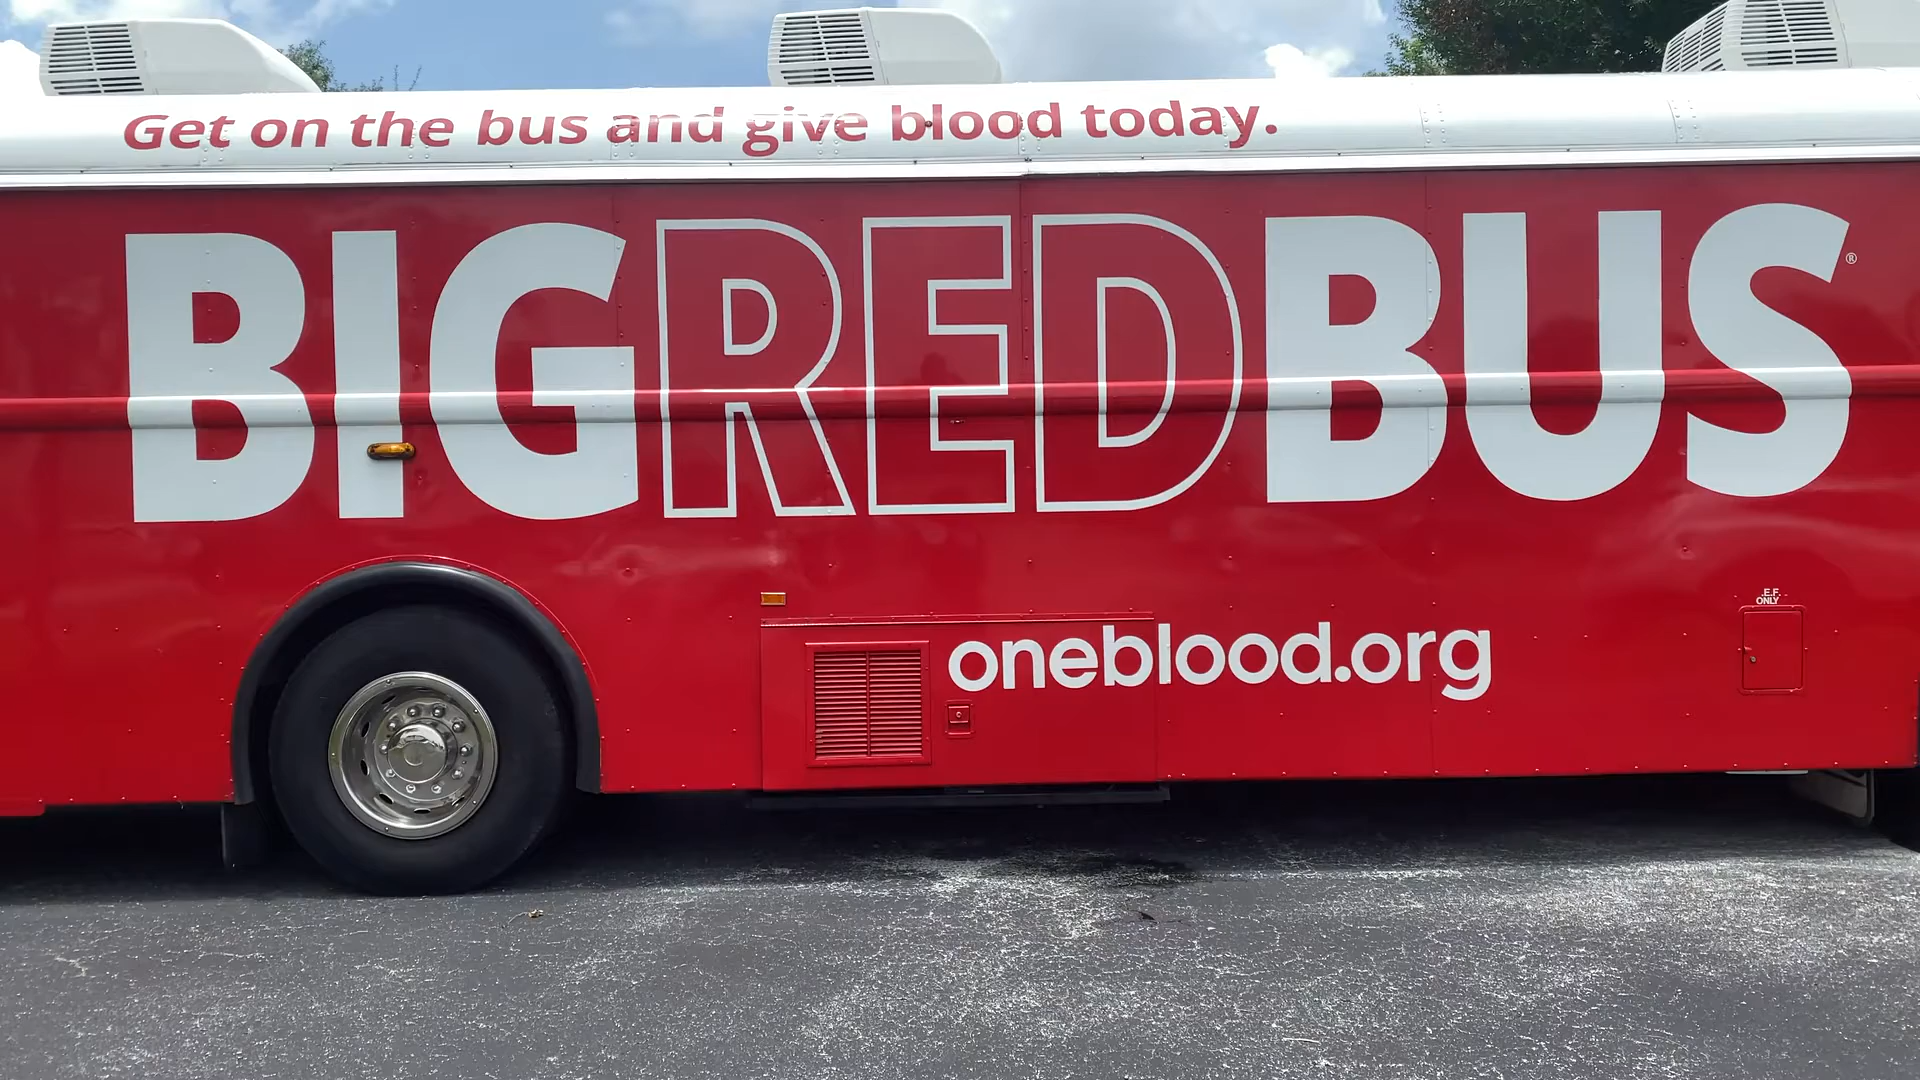 Get on the bus and give blood today.
BIGREDBUS®
.E.F.
ONLY
oneblood.org